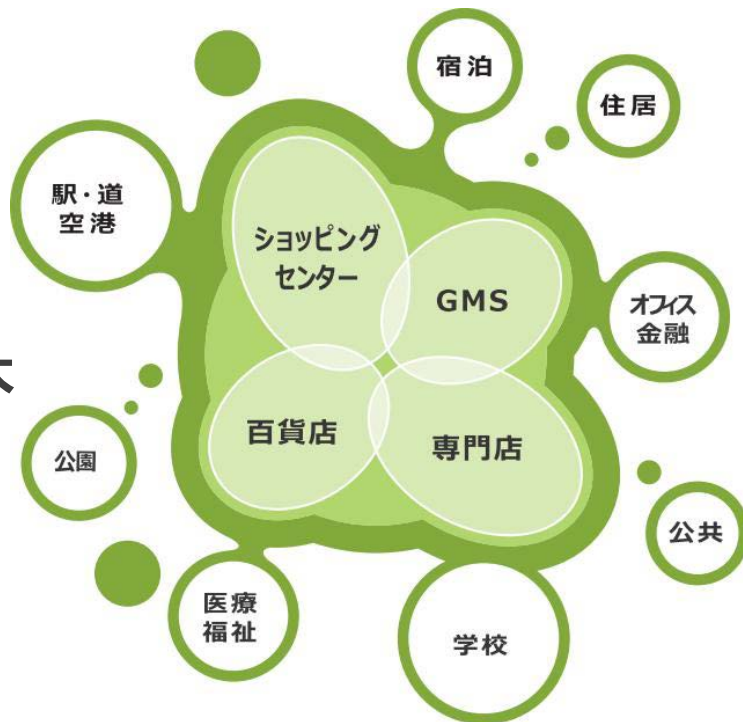 宿泊
住居
駅・道
空港
ショッピング
センター
GMS
オフィス
金融
百貨店
専門店
公園
公共
医療
福祉
学校